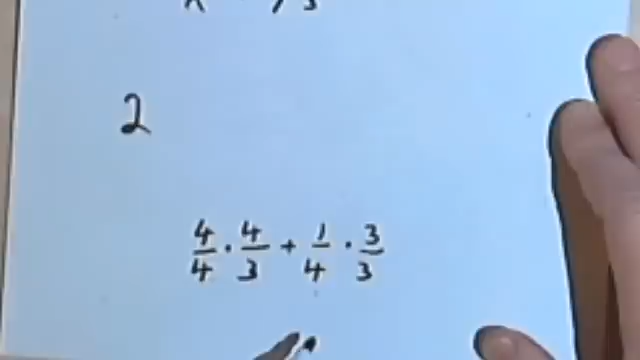 2
4/4 · 4/3 + 1/4 · 3/3